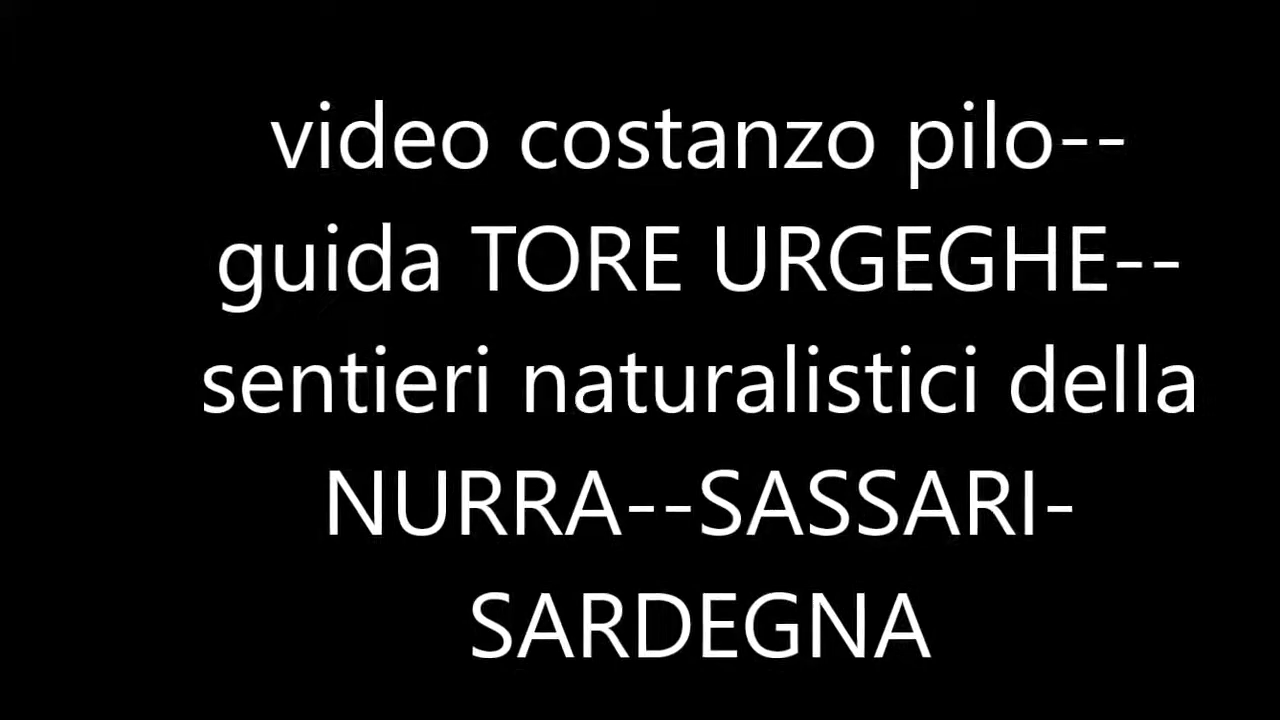 video costanzo pilo--
guida TORE URGEGHE--
sentieri naturalistici della
NURRA--SASSARI-
SARDEGNA